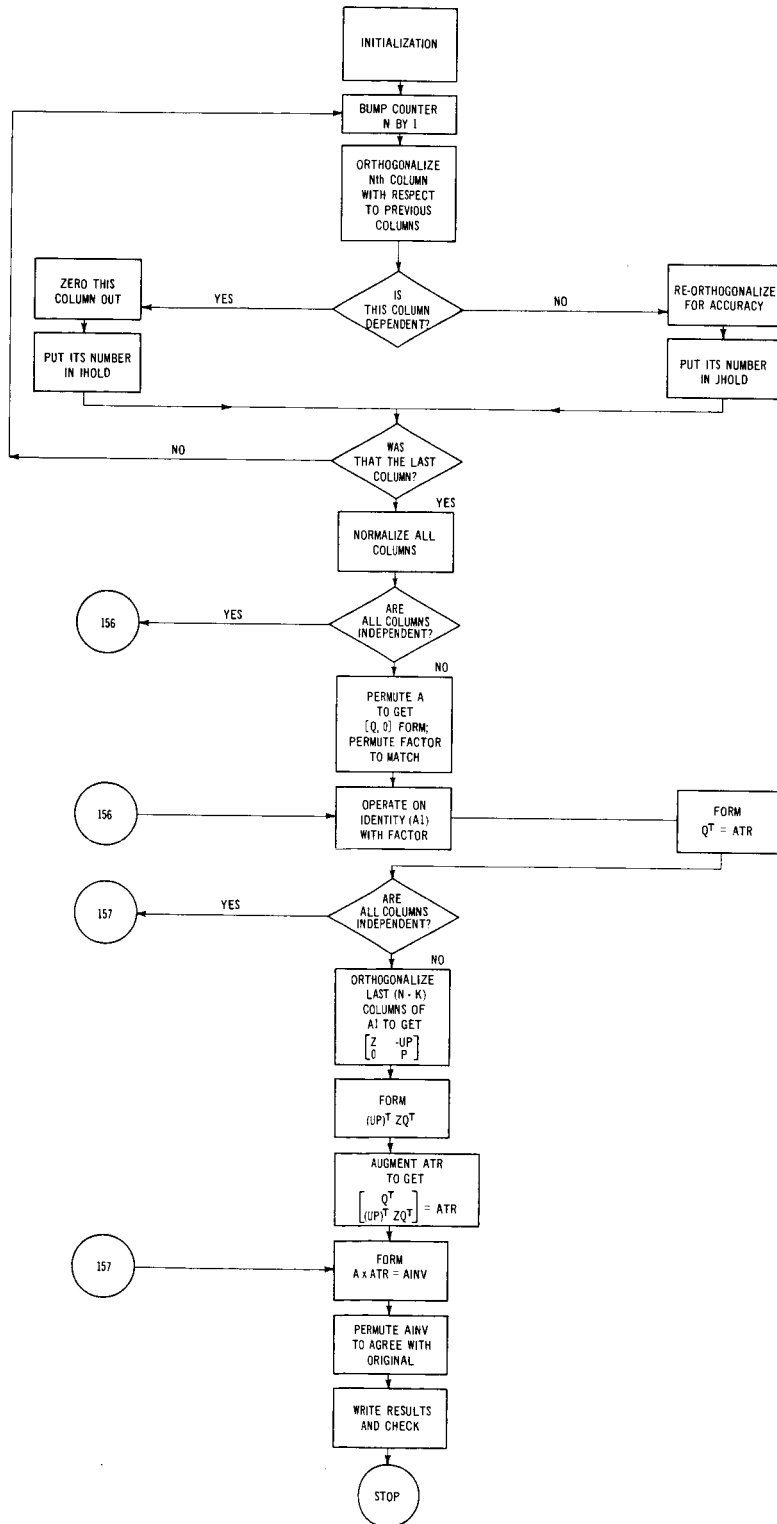 INITIALIZATION
BUMP COUNTER
N BY 1
ORTHOGONALIZE
Nth COLUMN
WITH RESPECT
TO PREVIOUS
COLUMNS
ZERO THIS
COLUMN OUT
YES
IS
THIS COLUMN
DEPENDENT?
NO
RE-ORTHOGONALIZE
FOR ACCURACY
PUT ITS NUMBER
IN IHOLD
PUT ITS NUMBER
IN JHOLD
NO
WAS
THAT THE LAST
COLUMN?
YES
NORMALIZE ALL
COLUMNS
156
YES
ARE
ALL COLUMNS
INDEPENDENT?
NO
PERMUTE A
TO GET
[Q, 0] FORM;
PERMUTE FACTOR
TO MATCH
156
OPERATE ON
IDENTITY (AI)
WITH FACTOR
FORM
Qᵀ = ATR
157
YES
ARE
ALL COLUMNS
INDEPENDENT?
NO
ORTHOGONALIZE
LAST (N - K)
COLUMNS OF
AI TO GET
[Z -UP]
[0 P]
FORM
(UP)ᵀ ZQᵀ
AUGMENT ATR
TO GET
[Qᵀ]
[(UP)ᵀ ZQᵀ] = ATR
157
FORM
A x ATR = AINV
PERMUTE AINV
TO AGREE WITH
ORIGINAL
WRITE RESULTS
AND CHECK
STOP